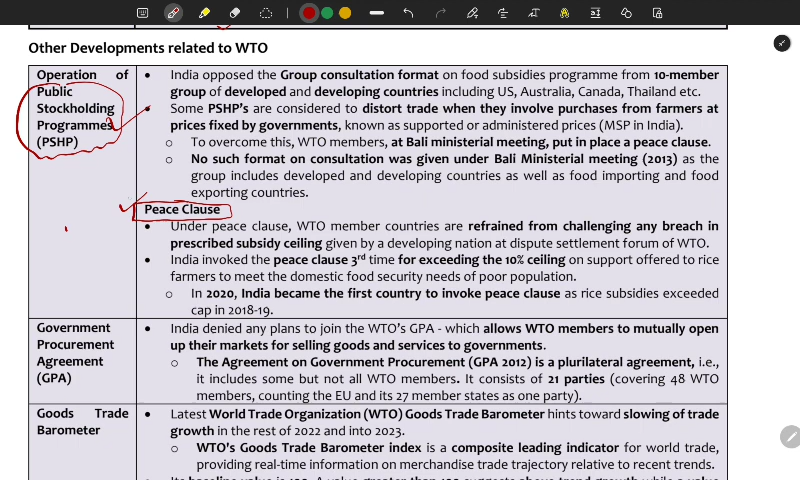 Other Developments related to WTO
Operation of
Public
Stockholding
Programmes
(PSHP)
• India opposed the Group consultation format on food subsidies programme from 10-member
group of developed and developing countries including US, Australia, Canada, Thailand etc.
• Some PSHP's are considered to distort trade when they involve purchases from farmers at
prices fixed by governments, known as supported or administered prices (MSP in India).
o To overcome this, WTO members, at Bali ministerial meeting, put in place a peace clause.
o No such format on consultation was given under Bali Ministerial meeting (2013) as the
group includes developed and developing countries as well as food importing and food
exporting countries.
Peace Clause
• Under peace clause, WTO member countries are refrained from challenging any breach in
prescribed subsidy ceiling given by a developing nation at dispute settlement forum of WTO.
• India invoked the peace clause 3rd time for exceeding the 10% ceiling on support offered to rice
farmers to meet the domestic food security needs of poor population.
o In 2020, India became the first country to invoke peace clause as rice subsidies exceeded
cap in 2018-19.
Government
Procurement
Agreement
(GPA)
• India denied any plans to join the WTO's GPA - which allows WTO members to mutually open
up their markets for selling goods and services to governments.
o The Agreement on Government Procurement (GPA 2012) is a plurilateral agreement, i.e.,
it includes some but not all WTO members. It consists of 21 parties (covering 48 WTO
members, counting the EU and its 27 member states as one party).
Goods Trade
Barometer
• Latest World Trade Organization (WTO) Goods Trade Barometer hints toward slowing of trade
growth in the rest of 2022 and into 2023.
o WTO's Goods Trade Barometer index is a composite leading indicator for world trade,
providing real-time information on merchandise trade trajectory relative to recent trends.